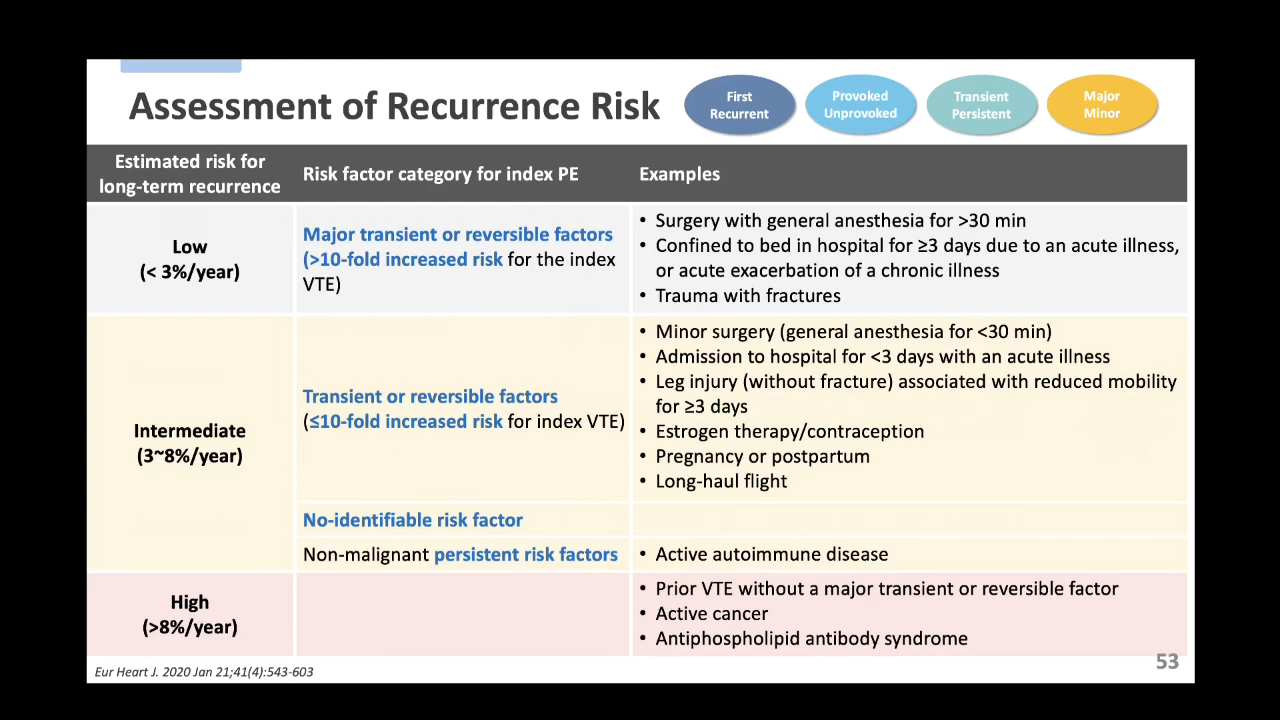 Assessment of Recurrence Risk
First
Recurrent
Provoked
Unprovoked
Transient
Persistent
Major
Minor
Estimated risk for
long-term recurrence
Risk factor category for index PE
Examples
Low
(< 3%/year)
Major transient or reversible factors
(>10-fold increased risk for the index
VTE)
• Surgery with general anesthesia for >30 min
• Confined to bed in hospital for ≥3 days due to an acute illness,
or acute exacerbation of a chronic illness
• Trauma with fractures
Intermediate
(3~8%/year)
Transient or reversible factors
(≤10-fold increased risk for index VTE)
• Minor surgery (general anesthesia for <30 min)
• Admission to hospital for <3 days with an acute illness
• Leg injury (without fracture) associated with reduced mobility
for ≥3 days
• Estrogen therapy/contraception
• Pregnancy or postpartum
• Long-haul flight
No-identifiable risk factor
Non-malignant persistent risk factors
• Active autoimmune disease
High
(>8%/year)
• Prior VTE without a major transient or reversible factor
• Active cancer
• Antiphospholipid antibody syndrome
Eur Heart J. 2020 Jan 21;41(4):543-603
53